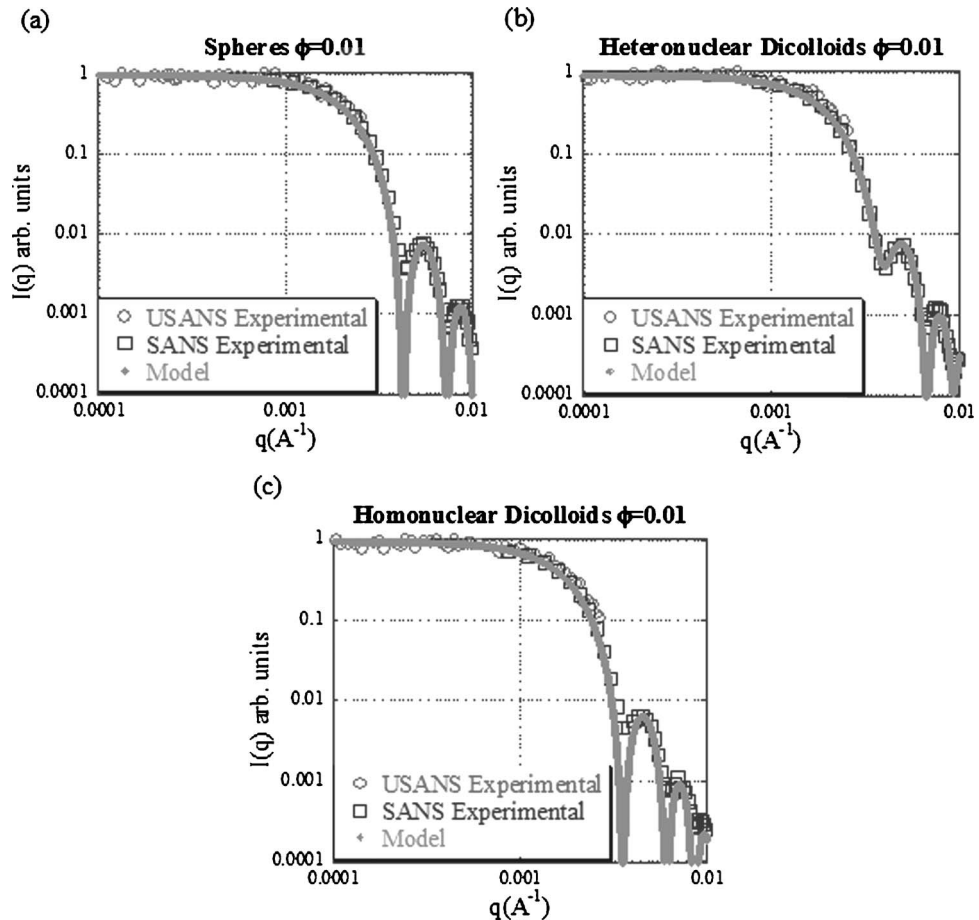 (a)
Spheres ϕ=0.01
1
0.1
0.01
0.001
0.0001
I(q) arb. units
USANS Experimental
SANS Experimental
Model
0.0001
0.001
0.01
q(A⁻¹)
(b)
Heteronuclear Dicolloids ϕ=0.01
1
0.1
0.01
0.001
0.0001
I(q) arb. units
USANS Experimental
SANS Experimental
Model
0.0001
0.001
0.01
q(A⁻¹)
(c)
Homonuclear Dicolloids ϕ=0.01
1
0.1
0.01
0.001
0.0001
I(q) arb. units
USANS Experimental
SANS Experimental
Model
0.0001
0.001
0.01
q(A⁻¹)